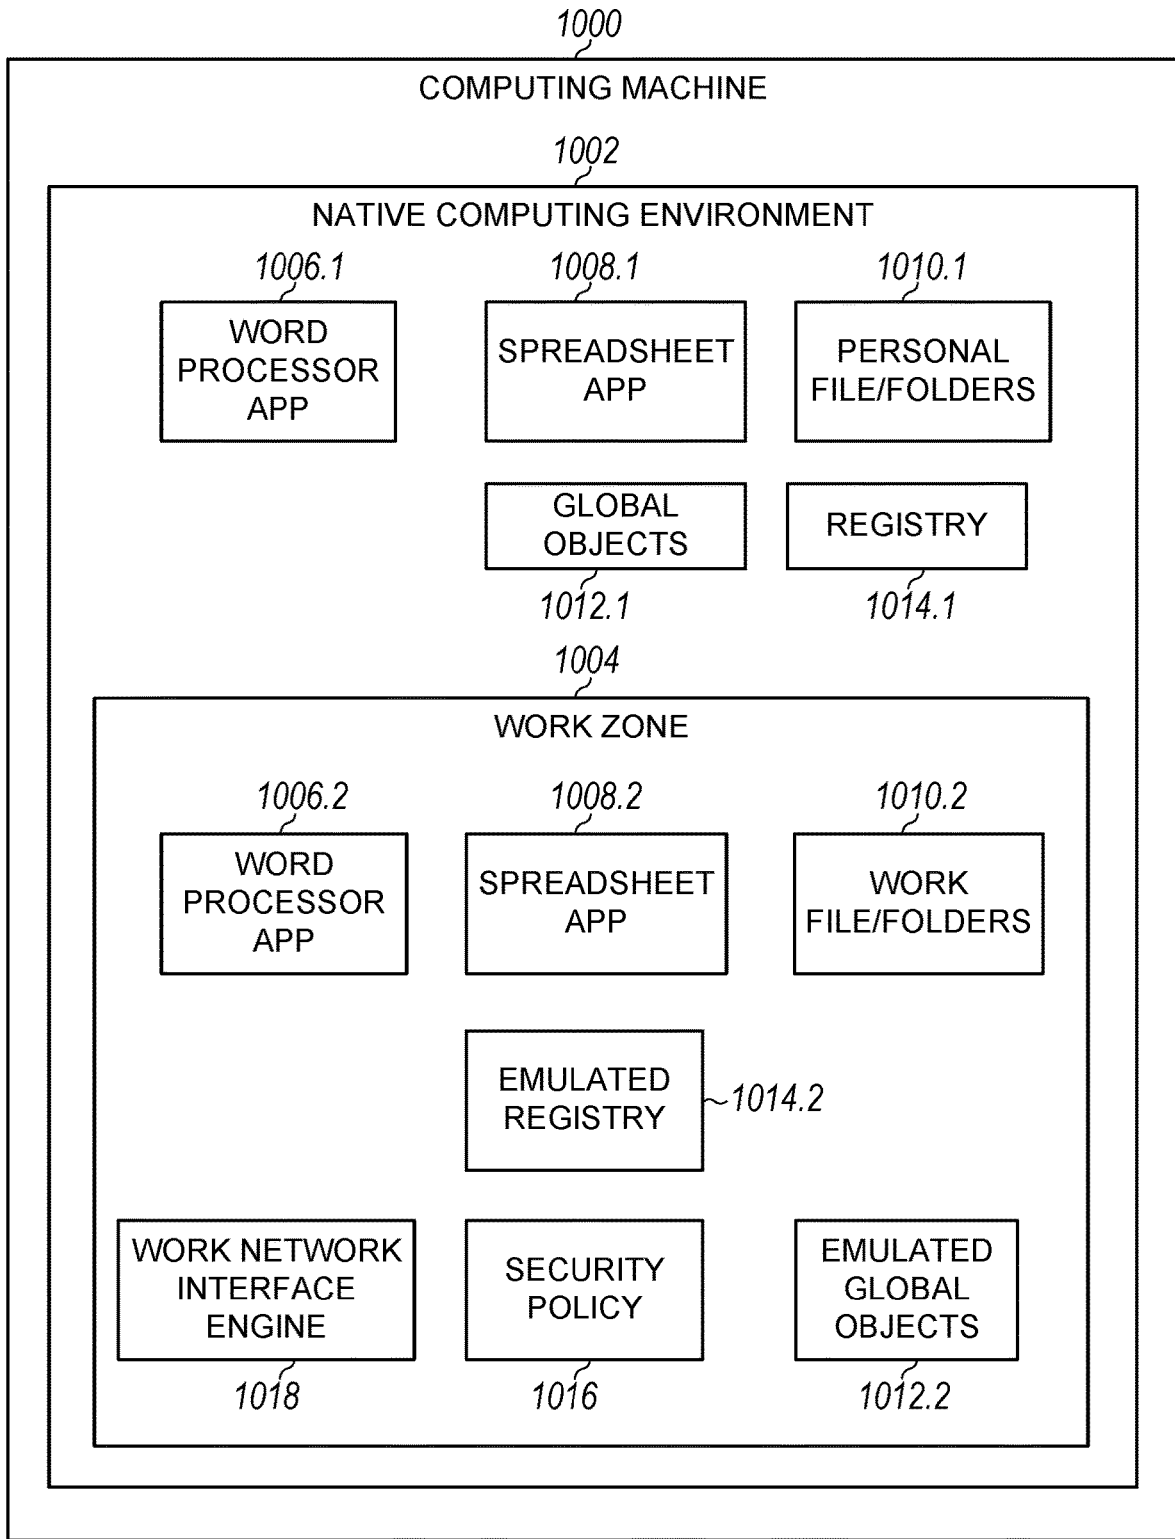 1000
COMPUTING MACHINE
1002
NATIVE COMPUTING ENVIRONMENT
1006.1
1008.1
1010.1
WORD
PROCESSOR
APP
SPREADSHEET
APP
PERSONAL
FILE/FOLDERS
GLOBAL
OBJECTS
REGISTRY
1012.1
1014.1
1004
WORK ZONE
1006.2
1008.2
1010.2
WORD
PROCESSOR
APP
SPREADSHEET
APP
WORK
FILE/FOLDERS
EMULATED
REGISTRY
1014.2
WORK NETWORK
INTERFACE
ENGINE
SECURITY
POLICY
EMULATED
GLOBAL
OBJECTS
1018
1016
1012.2